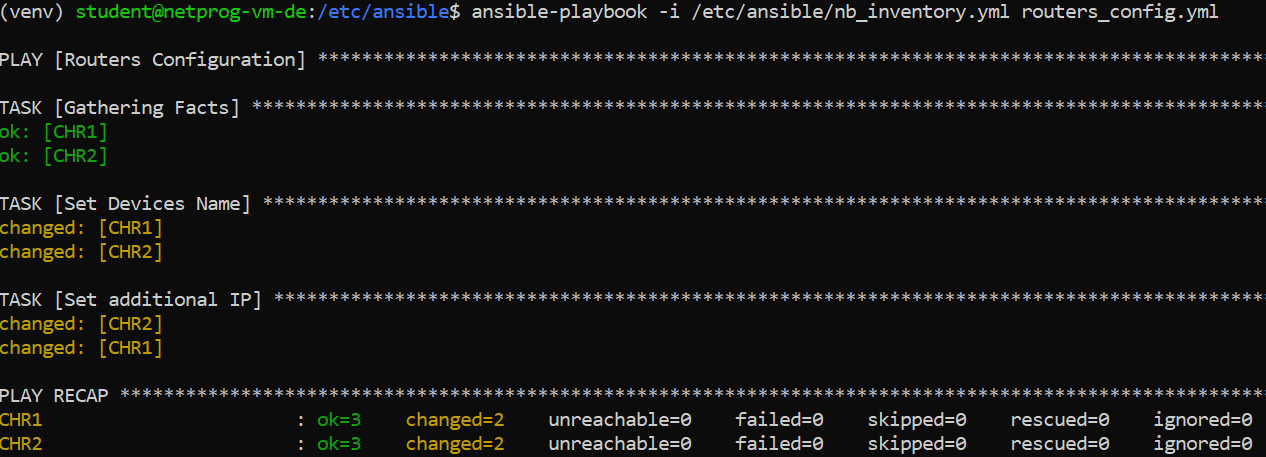 (venv) student@netprog-vm-de:/etc/ansible$ ansible-playbook -i /etc/ansible/nb_inventory.yml routers_config.yml
PLAY [Routers Configuration] **************************************************************************************
TASK [Gathering Facts] ********************************************************************************************
ok: [CHR1]
ok: [CHR2]
TASK [Set Devices Name] *******************************************************************************************
changed: [CHR1]
changed: [CHR2]
TASK [Set additional IP] ******************************************************************************************
changed: [CHR2]
changed: [CHR1]
PLAY RECAP ********************************************************************************************************
CHR1 : ok=3 changed=2 unreachable=0 failed=0 skipped=0 rescued=0 ignored=0
CHR2 : ok=3 changed=2 unreachable=0 failed=0 skipped=0 rescued=0 ignored=0